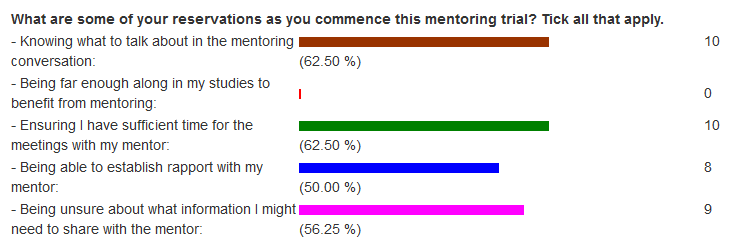 What are some of your reservations as you commence this mentoring trial? Tick all that apply.
- Knowing what to talk about in the mentoring 10
conversation: (62.50 %)
- Being far enough along in my studies to 0
benefit from mentoring:
- Ensuring I have sufficient time for the 10
meetings with my mentor: (62.50 %)
- Being able to establish rapport with my 8
mentor: (50.00 %)
- Being unsure about what information I might 9
need to share with the mentor: (56.25 %)